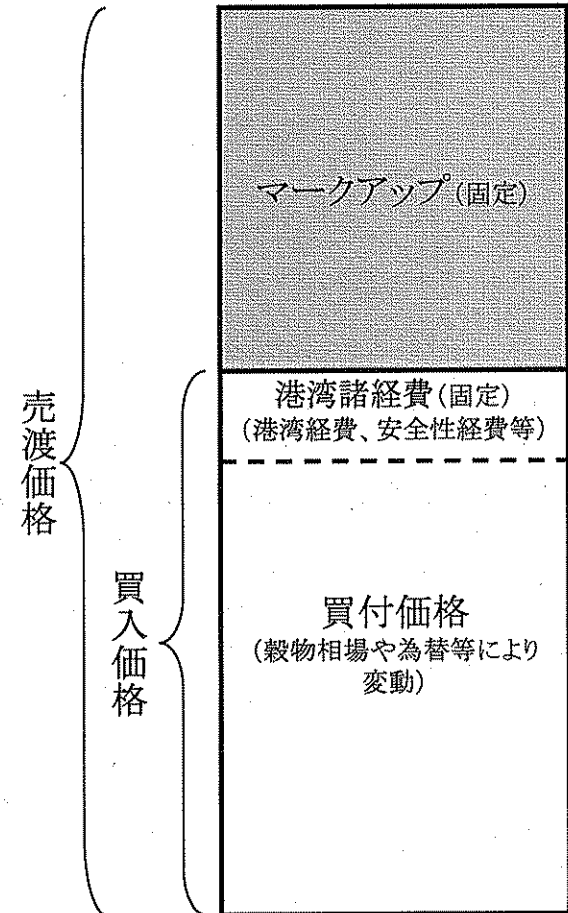 マークアップ(固定)
港湾諸経費(固定)
(港湾経費、安全性経費等)
売渡価格
買入価格
買付価格
(穀物相場や為替等により
変動)